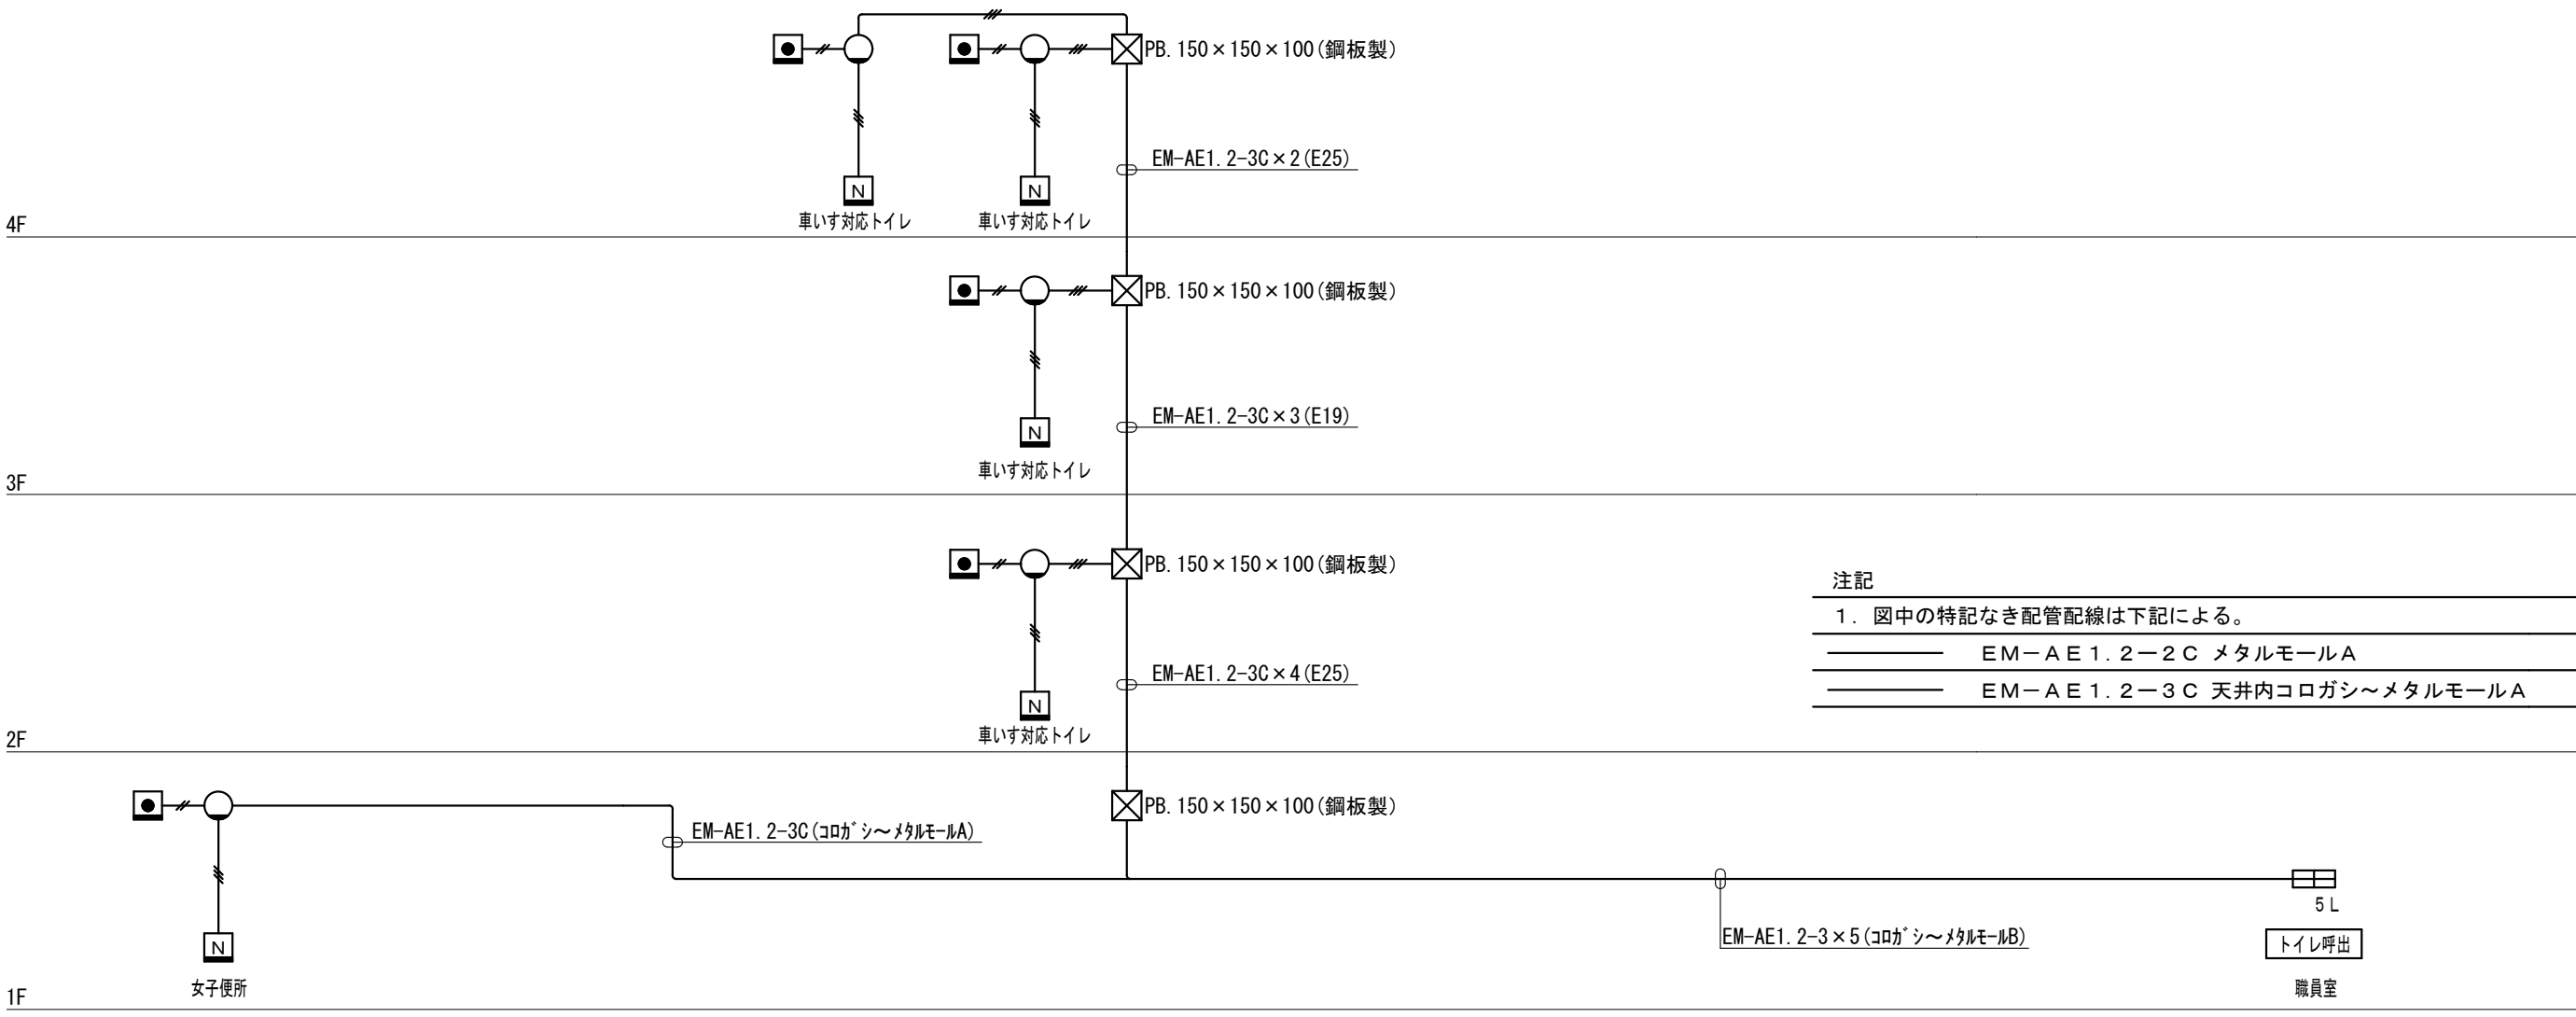 PB.150×150×100(鋼板製)
EM-AE1.2-3C×2(E25)
N
N
車いす対応トイレ
車いす対応トイレ
4F
PB.150×150×100(鋼板製)
EM-AE1.2-3C×3(E19)
N
車いす対応トイレ
3F
PB.150×150×100(鋼板製)
注記
1. 図中の特記なき配管配線は下記による。
EM-AE1.2-2C メタルモールA
EM-AE1.2-3C 天井内コロガシ~メタルモールA
EM-AE1.2-3C×4(E25)
N
車いす対応トイレ
2F
PB.150×150×100(鋼板製)
EM-AE1.2-3C(コロガシ~メタルモールA)
5L
EM-AE1.2-3×5(コロガシ~メタルモールB)
トイレ呼出
N
女子便所
職員室
1F